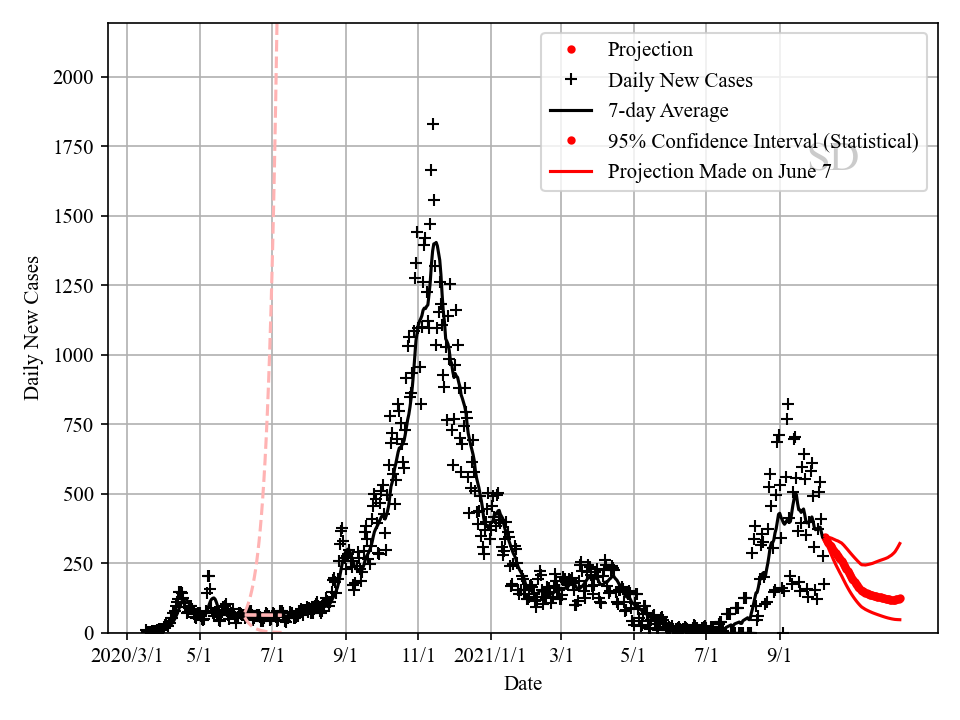 Projection
Daily New Cases
7-day Average
95% Confidence Interval (Statistical)
Projection Made on June 7
SD
Daily New Cases
2000
1750
1500
1250
1000
750
500
250
0
2020/3/1 5/1 7/1 9/1 11/1 2021/1/1 3/1 5/1 7/1 9/1
Date